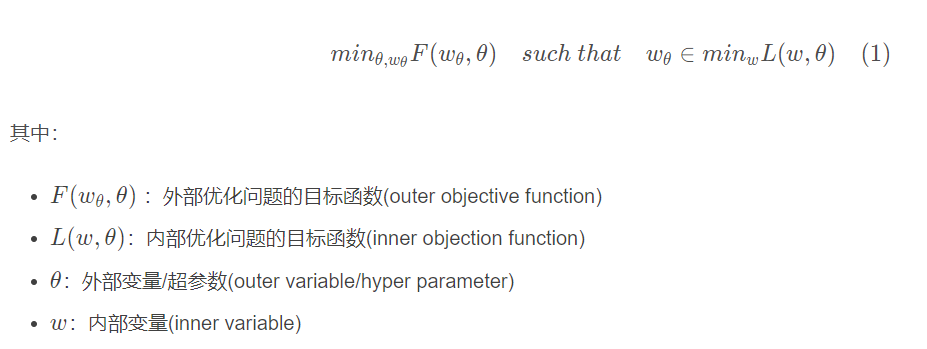 $min_{\theta,w_\theta} F(w_\theta, \theta) \quad such\ that \quad w_\theta \in min_w L(w, \theta) \quad (1)$
其中：
• $F(w_\theta, \theta)$ ：外部优化问题的目标函数(outer objective function)
• $L(w, \theta)$：内部优化问题的目标函数(inner objection function)
• $\theta$：外部变量/超参数(outer variable/hyper parameter)
• $w$：内部变量(inner variable)